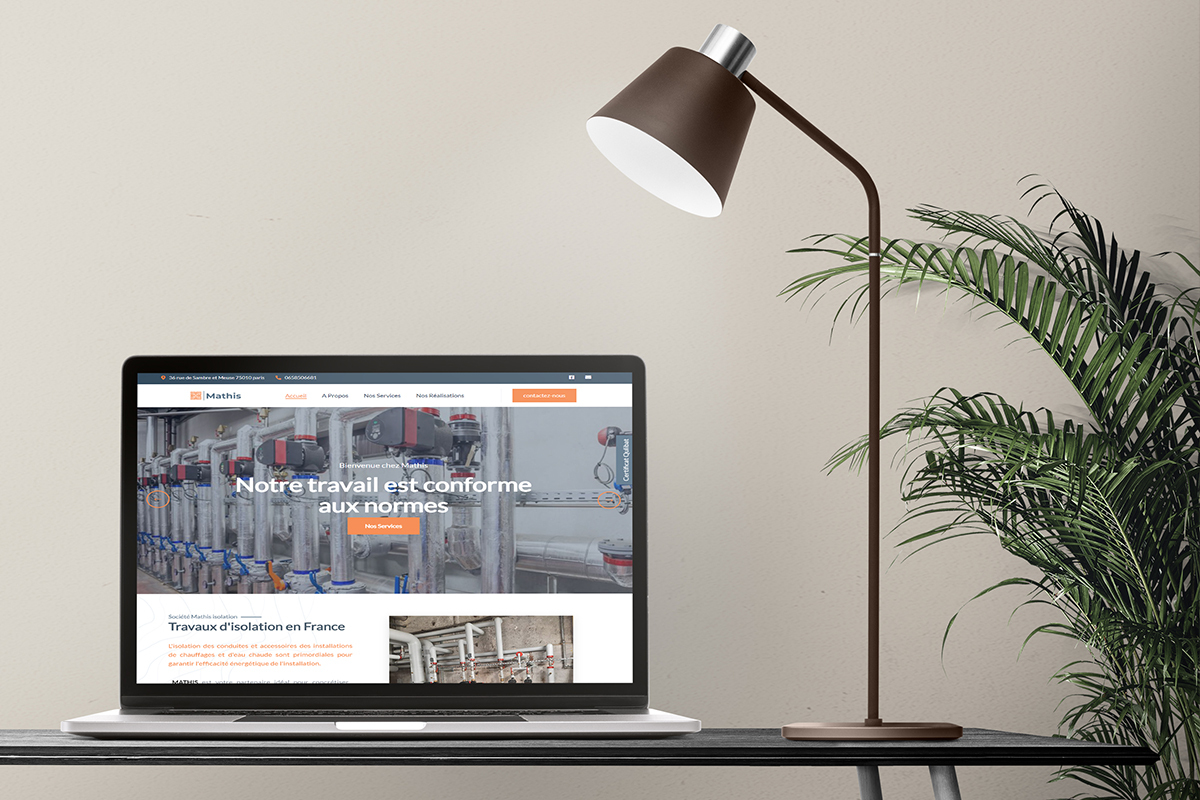 36 rue de Sambre et Meuse 75010 paris
0658506681
Mathis
Accueil
A Propos
Nos Services
Nos Réalisations
contactez-nous
Certificat Qulibat
Bienvenue chez Mathis
Notre travail est conforme
aux normes
Nos Services
Société Mathis isolation
Travaux d'isolation en France
L'isolation des conduites et accessoires des installations
de chauffages et d'eau chaude sont primordiales pour
garantir l'efficacité énergétique de l'installation.
MATHIS est votre partenaire idéal pour concrétiser